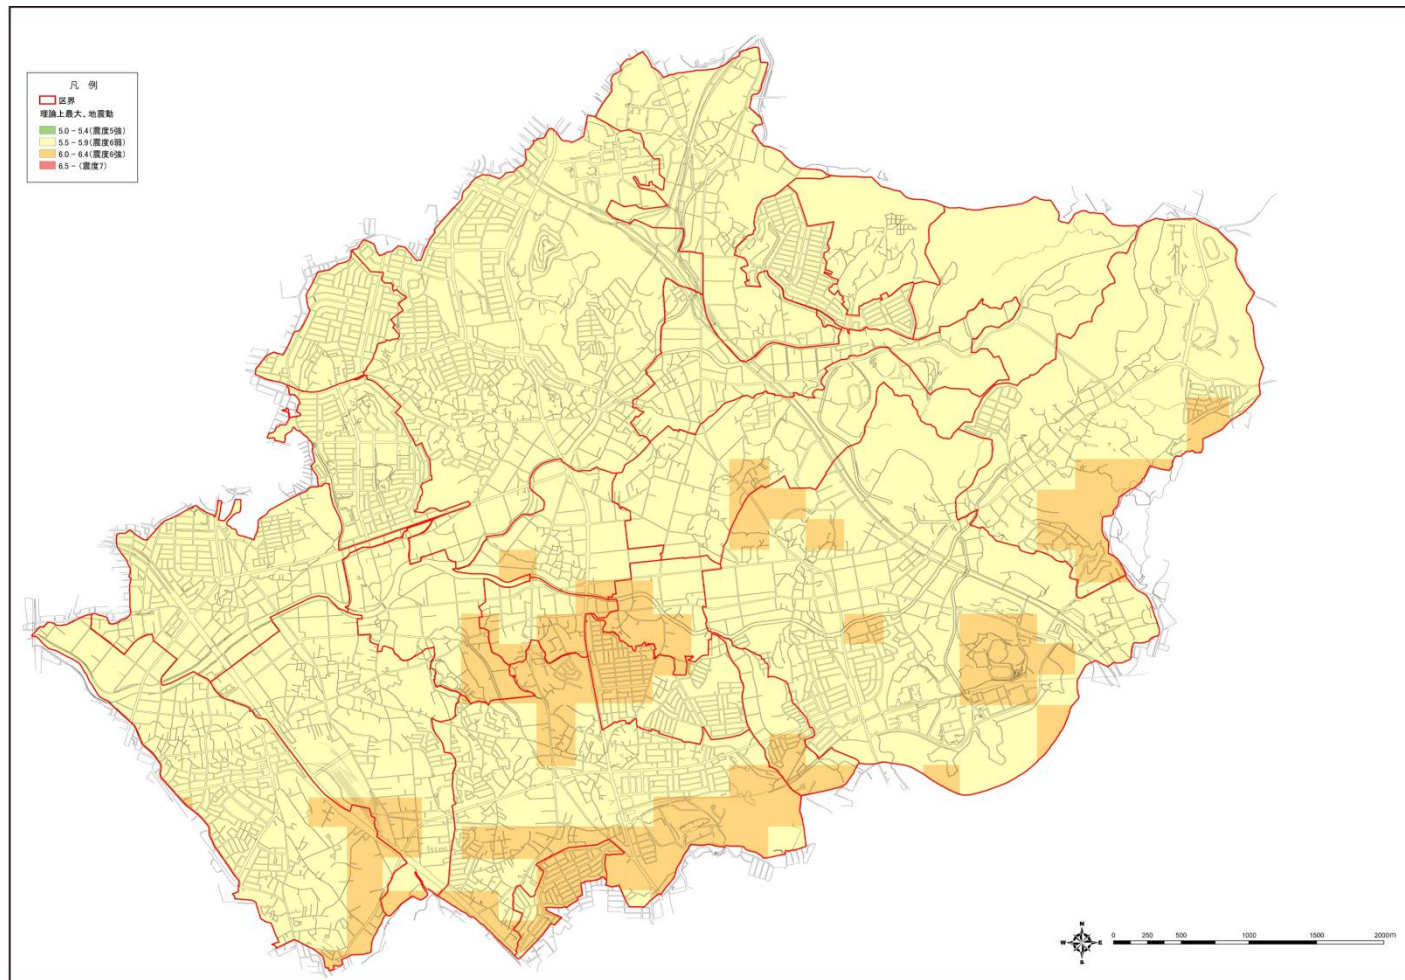 凡 例
区界
理論上最大、地震動
5.0 - 5.4(震度5強)
5.5 - 5.9(震度6弱)
6.0 - 6.4(震度6強)
6.5 - (震度7)
N
W E
S
0 250 500 1000 1500 2000m